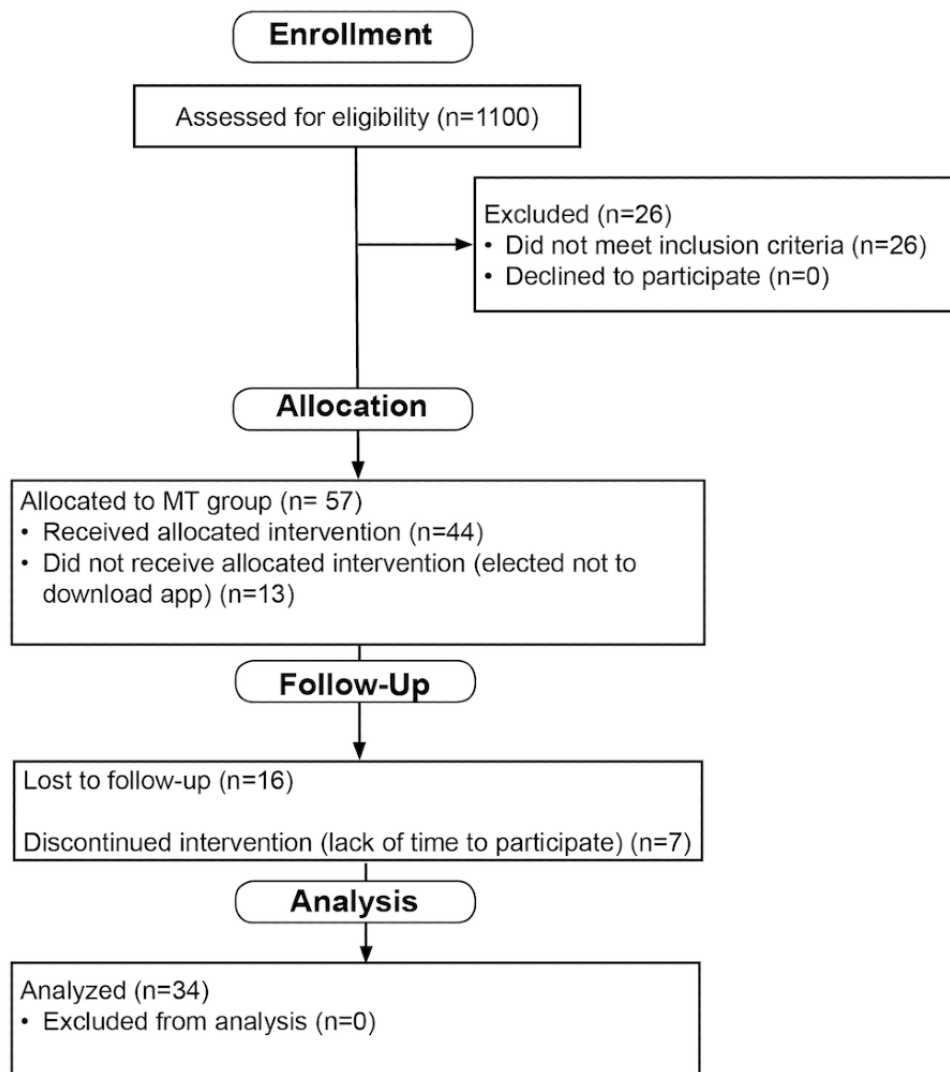 Enrollment
Assessed for eligibility (n=1100)
Excluded (n=26)
• Did not meet inclusion criteria (n=26)
• Declined to participate (n=0)
Allocation
Allocated to MT group (n= 57)
• Received allocated intervention (n=44)
• Did not receive allocated intervention (elected not to
download app) (n=13)
Follow-Up
Lost to follow-up (n=16)
Discontinued intervention (lack of time to participate) (n=7)
Analysis
Analyzed (n=34)
• Excluded from analysis (n=0)